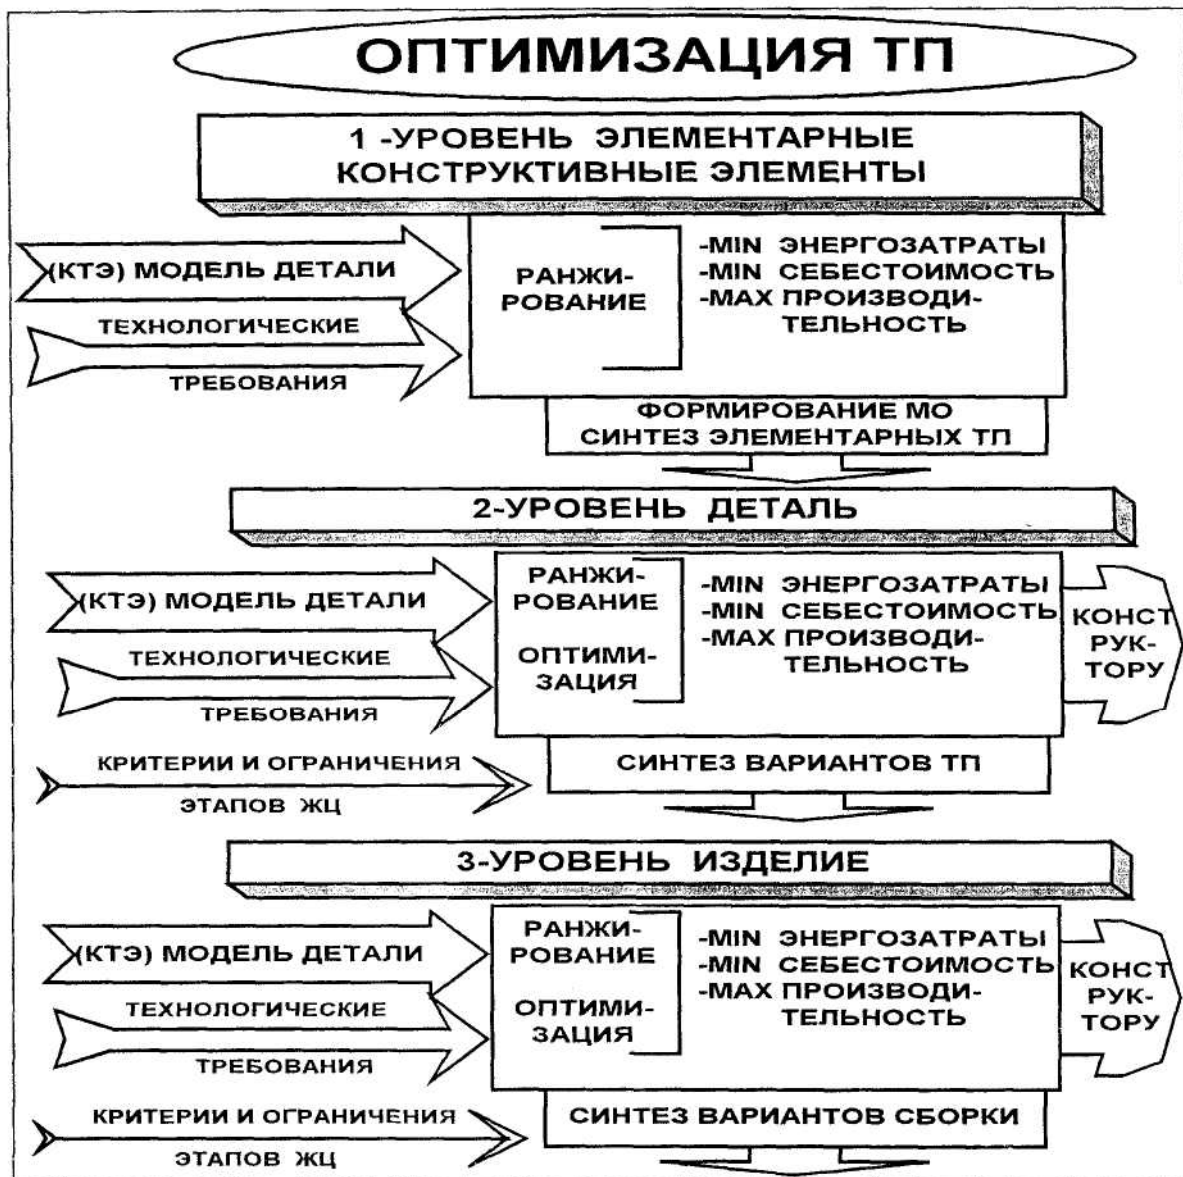 ОПТИМИЗАЦИЯ ТП
1 -УРОВЕНЬ ЭЛЕМЕНТАРНЫЕ
КОНСТРУКТИВНЫЕ ЭЛЕМЕНТЫ
(КТЭ) МОДЕЛЬ ДЕТАЛИ
ТЕХНОЛОГИЧЕСКИЕ
ТРЕБОВАНИЯ
РАНЖИ-
РОВАНИЕ
-MIN ЭНЕРГОЗАТРАТЫ
-MIN СЕБЕСТОИМОСТЬ
-MAX ПРОИЗВОДИ-
ТЕЛЬНОСТЬ
ФОРМИРОВАНИЕ МО
СИНТЕЗ ЭЛЕМЕНТАРНЫХ ТП
2-УРОВЕНЬ ДЕТАЛЬ
(КТЭ) МОДЕЛЬ ДЕТАЛИ
ТЕХНОЛОГИЧЕСКИЕ
ТРЕБОВАНИЯ
КРИТЕРИИ И ОГРАНИЧЕНИЯ
ЭТАПОВ ЖЦ
РАНЖИ-
РОВАНИЕ
ОПТИМИ-
ЗАЦИЯ
-MIN ЭНЕРГОЗАТРАТЫ
-MIN СЕБЕСТОИМОСТЬ
-MAX ПРОИЗВОДИ-
ТЕЛЬНОСТЬ
КОНСТ
РУК-
ТОРУ
СИНТЕЗ ВАРИАНТОВ ТП
3-УРОВЕНЬ ИЗДЕЛИЕ
(КТЭ) МОДЕЛЬ ДЕТАЛИ
ТЕХНОЛОГИЧЕСКИЕ
ТРЕБОВАНИЯ
КРИТЕРИИ И ОГРАНИЧЕНИЯ
ЭТАПОВ ЖЦ
РАНЖИ-
РОВАНИЕ
ОПТИМИ-
ЗАЦИЯ
-MIN ЭНЕРГОЗАТРАТЫ
-MIN СЕБЕСТОИМОСТЬ
-MAX ПРОИЗВОДИ-
ТЕЛЬНОСТЬ
КОНСТ
РУК-
ТОРУ
СИНТЕЗ ВАРИАНТОВ СБОРКИ